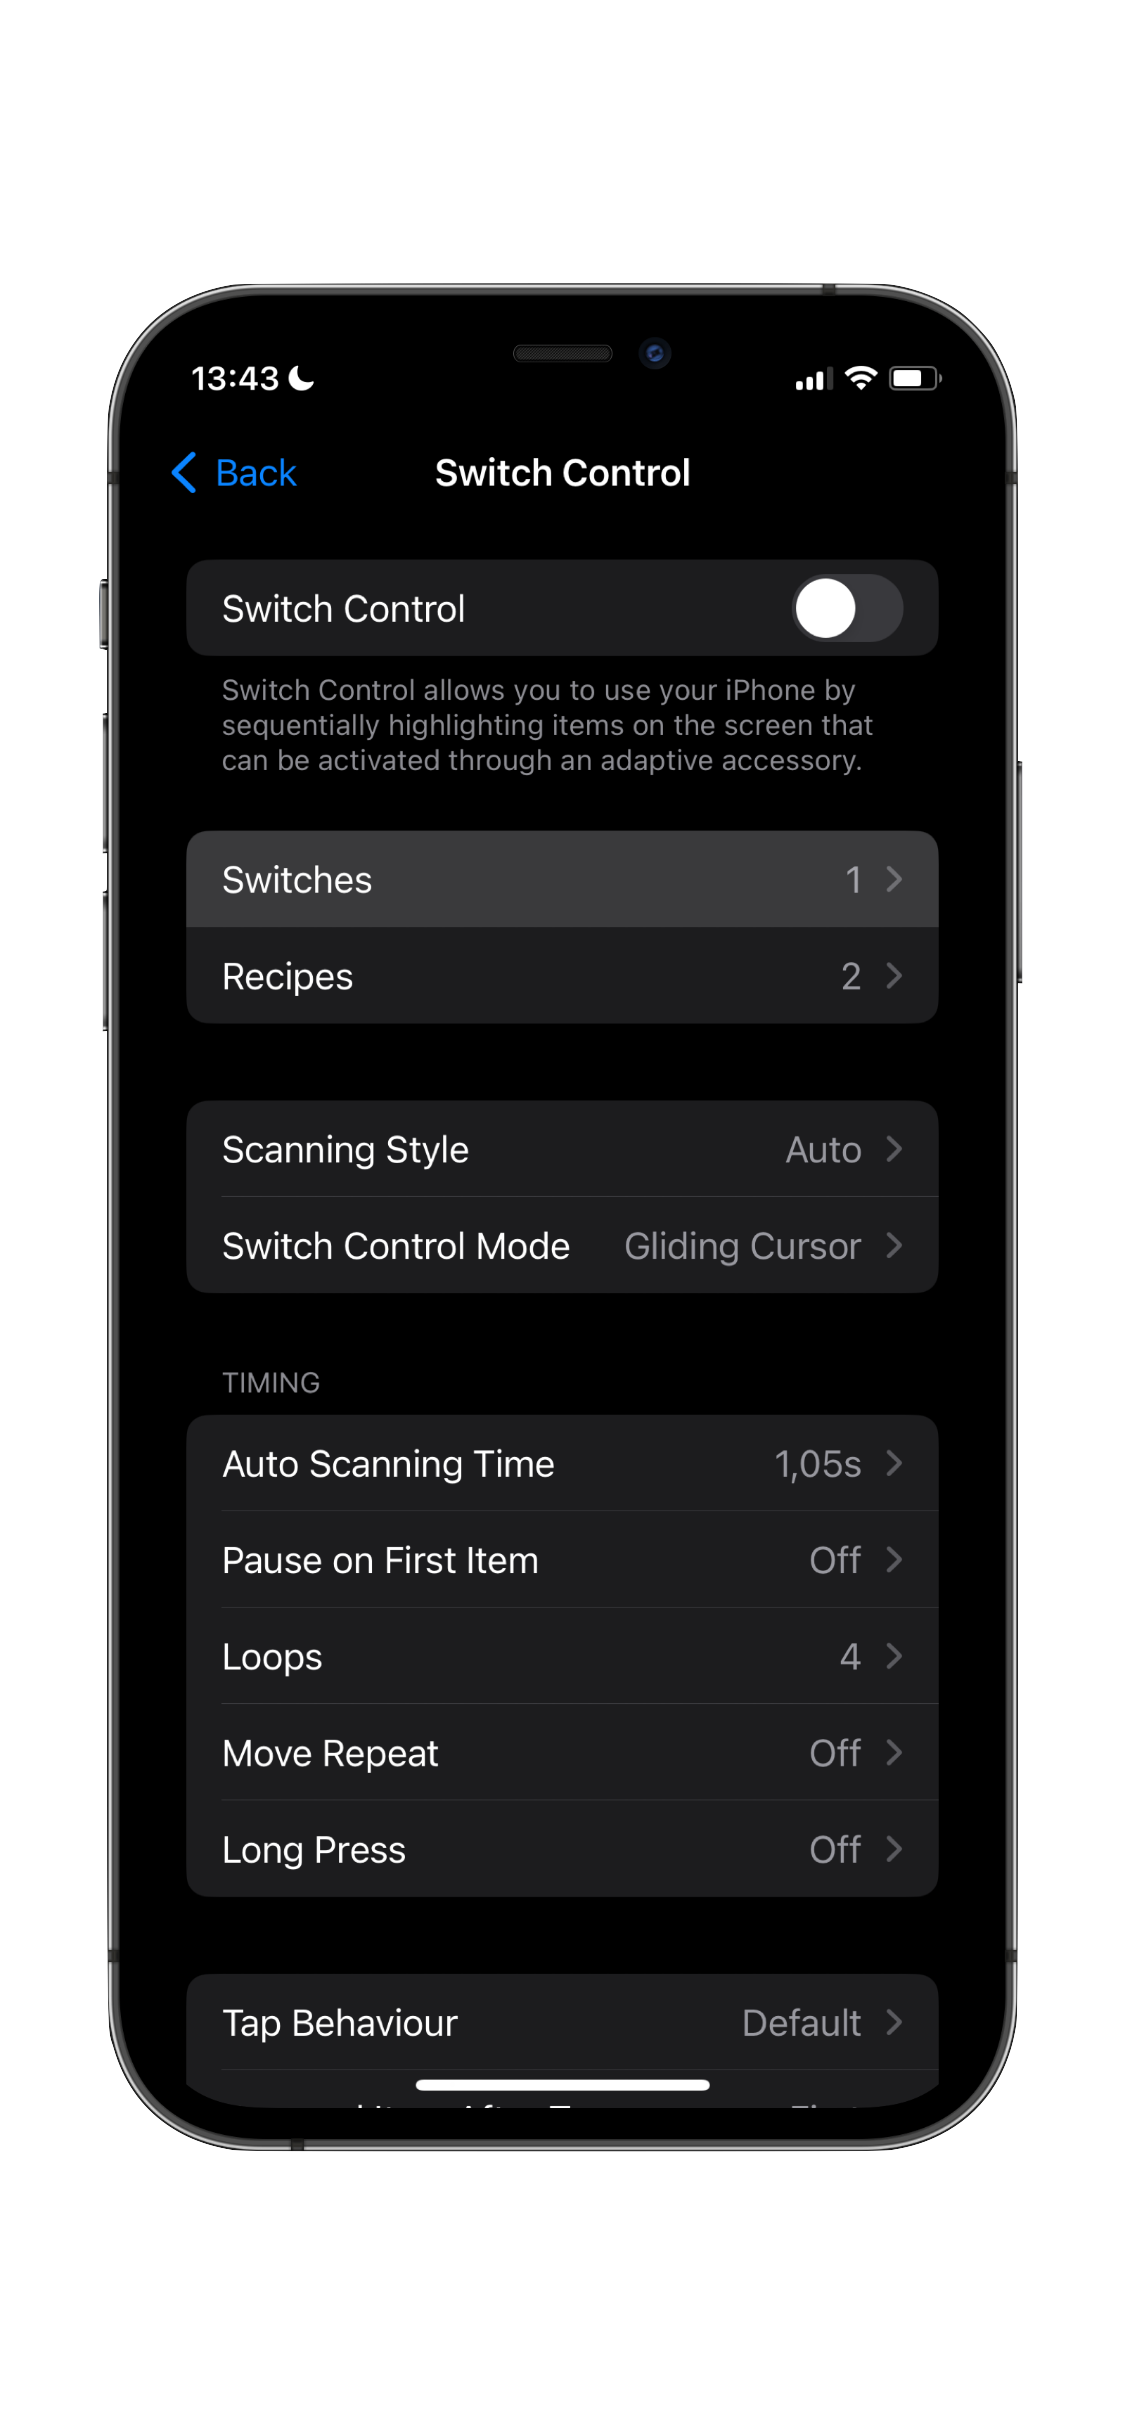 13:43
Back
Switch Control
Switch Control
Switch Control allows you to use your iPhone by
sequentially highlighting items on the screen that
can be activated through an adaptive accessory.
Switches 1
Recipes 2
Scanning Style Auto
Switch Control Mode Gliding Cursor
TIMING
Auto Scanning Time 1,05s
Pause on First Item Off
Loops 4
Move Repeat Off
Long Press Off
Tap Behaviour Default